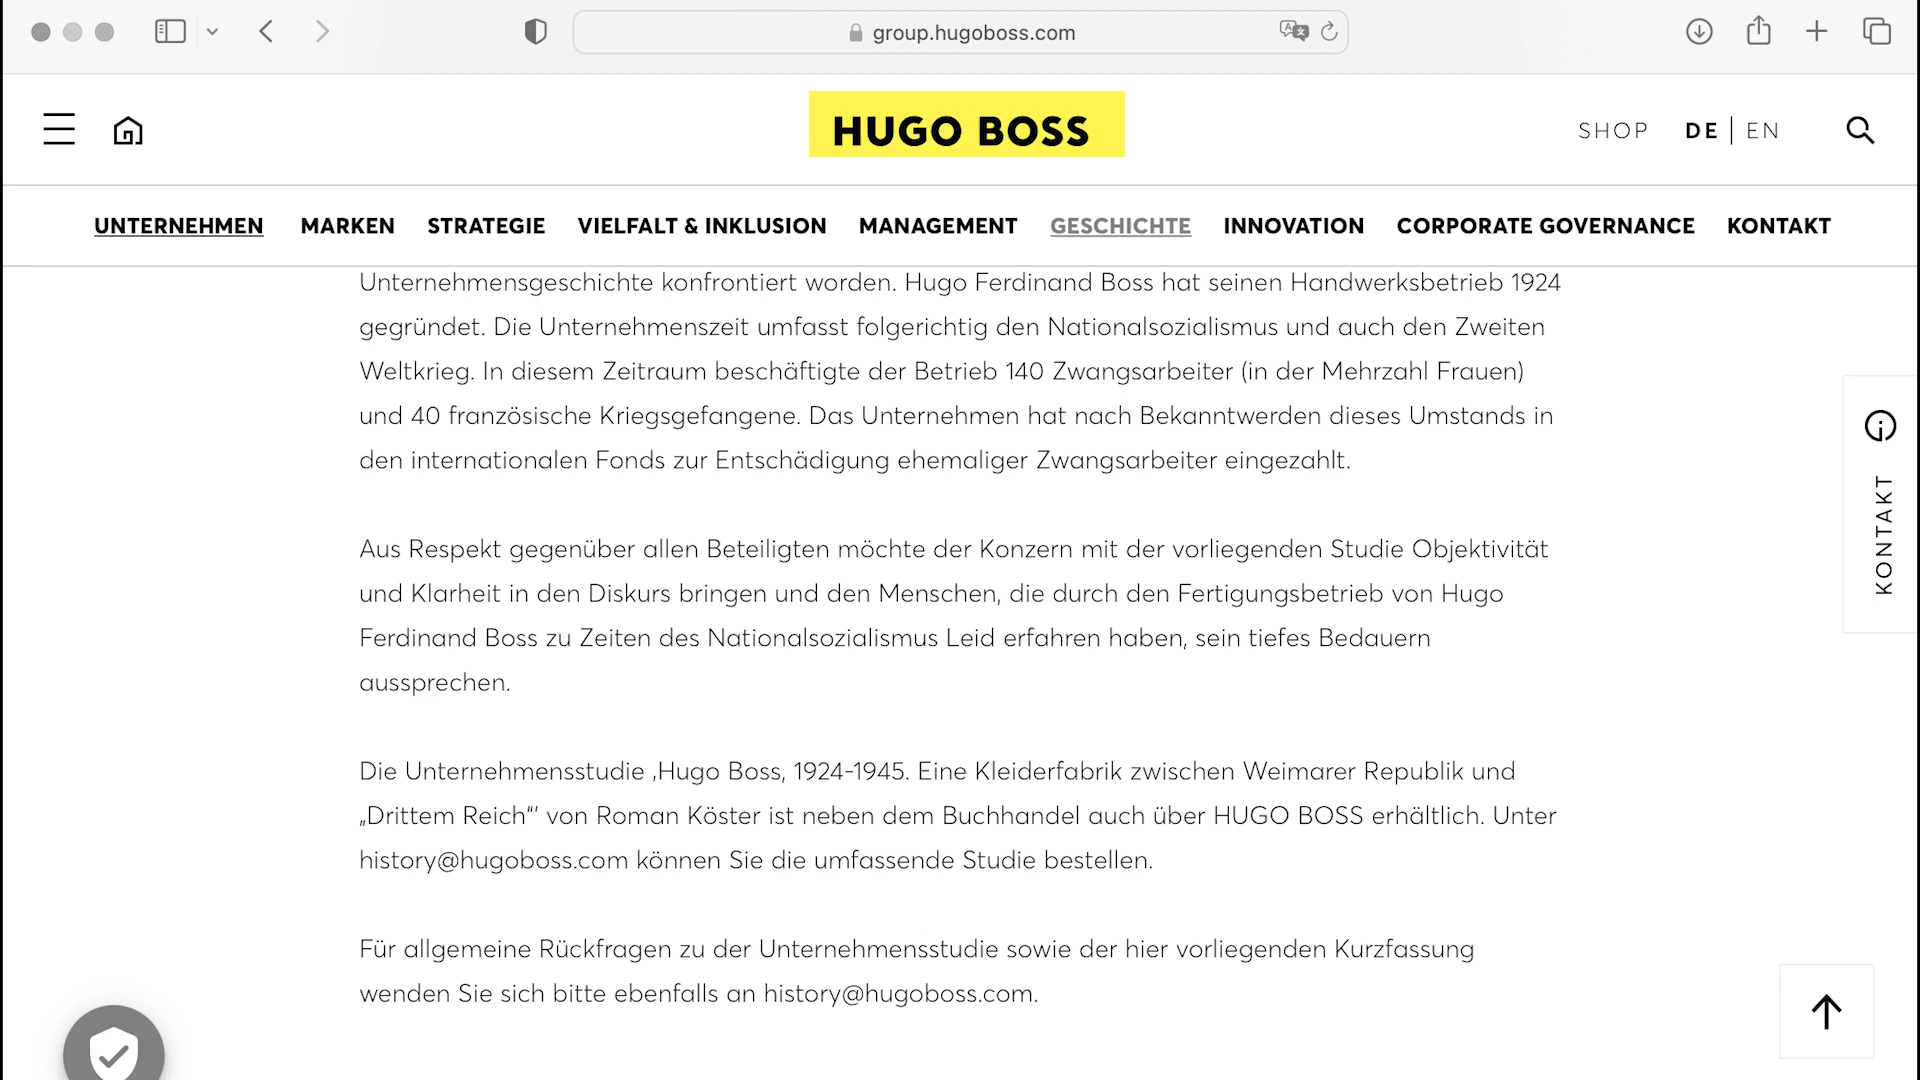 group.hugoboss.com
HUGO BOSS
SHOP DE | EN
UNTERNEHMEN MARKEN STRATEGIE VIELFALT & INKLUSION MANAGEMENT GESCHICHTE INNOVATION CORPORATE GOVERNANCE KONTAKT
Unternehmensgeschichte konfrontiert worden. Hugo Ferdinand Boss hat seinen Handwerksbetrieb 1924
gegründet. Die Unternehmenszeit umfasst folgerichtig den Nationalsozialismus und auch den Zweiten
Weltkrieg. In diesem Zeitraum beschäftigte der Betrieb 140 Zwangsarbeiter (in der Mehrzahl Frauen)
und 40 französische Kriegsgefangene. Das Unternehmen hat nach Bekanntwerden dieses Umstands in
den internationalen Fonds zur Entschädigung ehemaliger Zwangsarbeiter eingezahlt.
Aus Respekt gegenüber allen Beteiligten möchte der Konzern mit der vorliegenden Studie Objektivität
und Klarheit in den Diskurs bringen und den Menschen, die durch den Fertigungsbetrieb von Hugo
Ferdinand Boss zu Zeiten des Nationalsozialismus Leid erfahren haben, sein tiefes Bedauern
aussprechen.
Die Unternehmensstudie ‚Hugo Boss, 1924-1945. Eine Kleiderfabrik zwischen Weimarer Republik und
„Drittem Reich“’ von Roman Köster ist neben dem Buchhandel auch über HUGO BOSS erhältlich. Unter
history@hugoboss.com können Sie die umfassende Studie bestellen.
Für allgemeine Rückfragen zu der Unternehmensstudie sowie der hier vorliegenden Kurzfassung
wenden Sie sich bitte ebenfalls an history@hugoboss.com.
KONTAKT